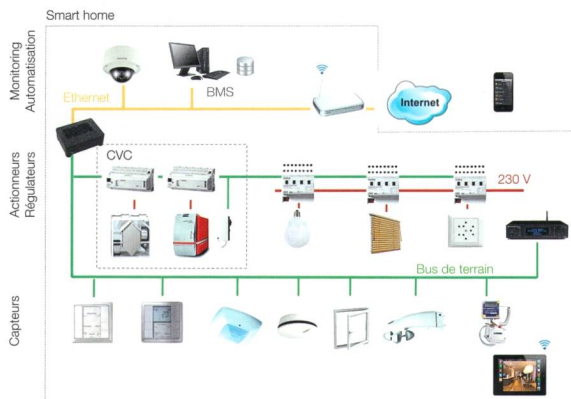 Smart home
Monitoring
Automatisation
Ethernet
BMS
Internet
Actionneurs
Régulateurs
CVC
230 V
Bus de terrain
Capteurs